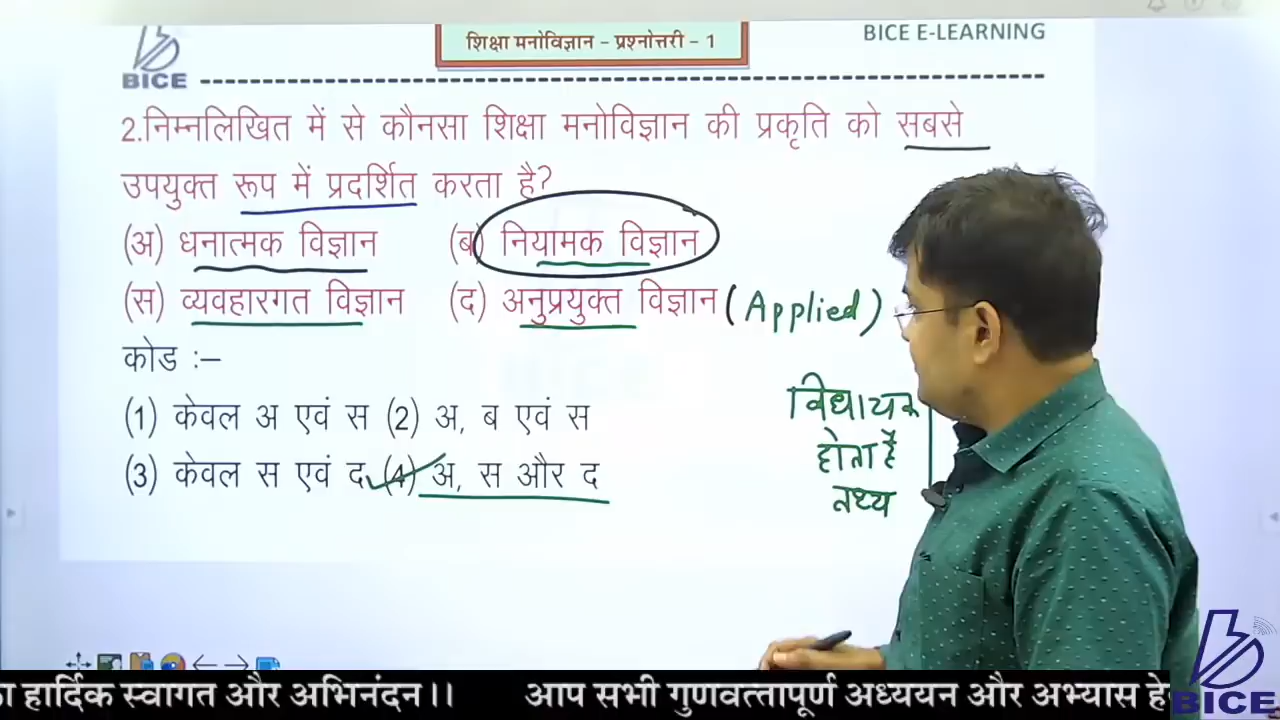 शिक्षा मनोविज्ञान – प्रश्नोत्तरी – 1
BICE E-LEARNING
BICE
2.निम्नलिखित में से कौनसा शिक्षा मनोविज्ञान की प्रकृति को सबसे
उपयुक्त रूप में प्रदर्शित करता है?
(अ) धनात्मक विज्ञान (ब) नियामक विज्ञान
(स) व्यवहारगत विज्ञान (द) अनुप्रयुक्त विज्ञान (Applied)
कोड :–
(1) केवल अ एवं स (2) अ, ब एवं स
(3) केवल स एवं द (4) अ, स और द
विधायक
होता है
तथ्य
हार्दिक स्वागत और अभिनंदन।। आप सभी गुणवत्तापूर्ण अध्ययन और अभ्यास
BICE